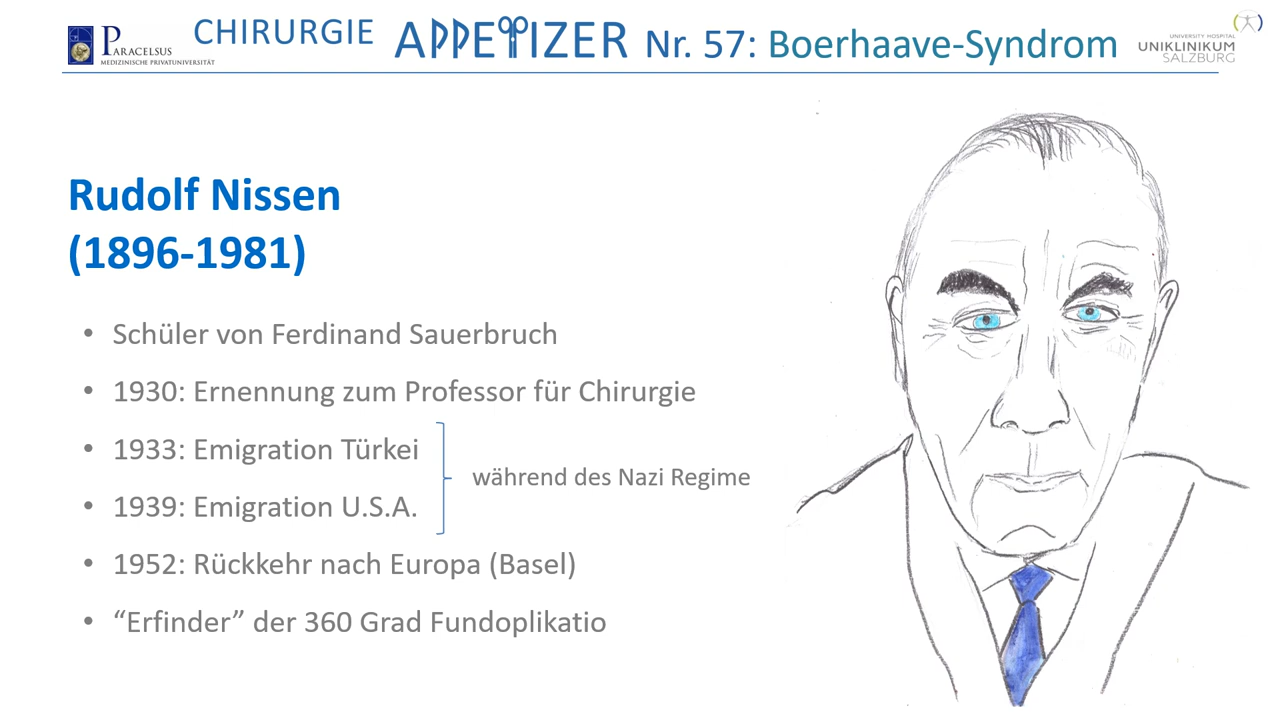 PARACELSUS
MEDIZINISCHE PRIVATUNIVERSITÄT
CHIRURGIE APPETIZER Nr. 57: Boerhaave-Syndrom
UNIVERSITY HOSPITAL
UNIKLINIKUM
SALZBURG
Rudolf Nissen
(1896-1981)
• Schüler von Ferdinand Sauerbruch
• 1930: Ernennung zum Professor für Chirurgie
• 1933: Emigration Türkei
während des Nazi Regime
• 1939: Emigration U.S.A.
• 1952: Rückkehr nach Europa (Basel)
• “Erfinder” der 360 Grad Fundoplikatio